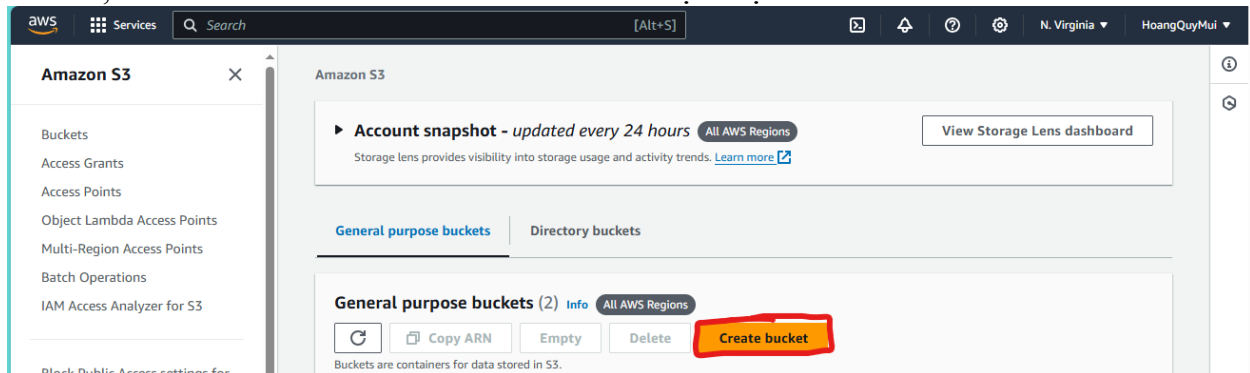 aws Services Search [Alt+S] N. Virginia ▼ HoangQuyMui ▼
Amazon S3
Buckets
Access Grants
Access Points
Object Lambda Access Points
Multi-Region Access Points
Batch Operations
IAM Access Analyzer for S3
Amazon S3
Account snapshot - updated every 24 hours All AWS Regions
View Storage Lens dashboard
Storage lens provides visibility into storage usage and activity trends. Learn more
General purpose buckets Directory buckets
General purpose buckets (2) Info All AWS Regions
Copy ARN Empty Delete Create bucket
Buckets are containers for data stored in S3.